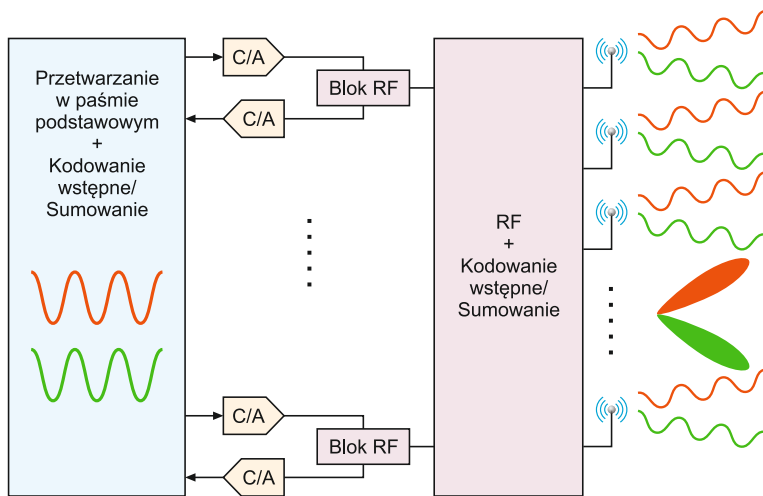 Przetwarzanie
w paśmie
podstawowym
+
Kodowanie
wstępne/
Sumowanie
C/A
Blok RF
C/A
RF
+
Kodowanie
wstępne/
Sumowanie
C/A
Blok RF
C/A